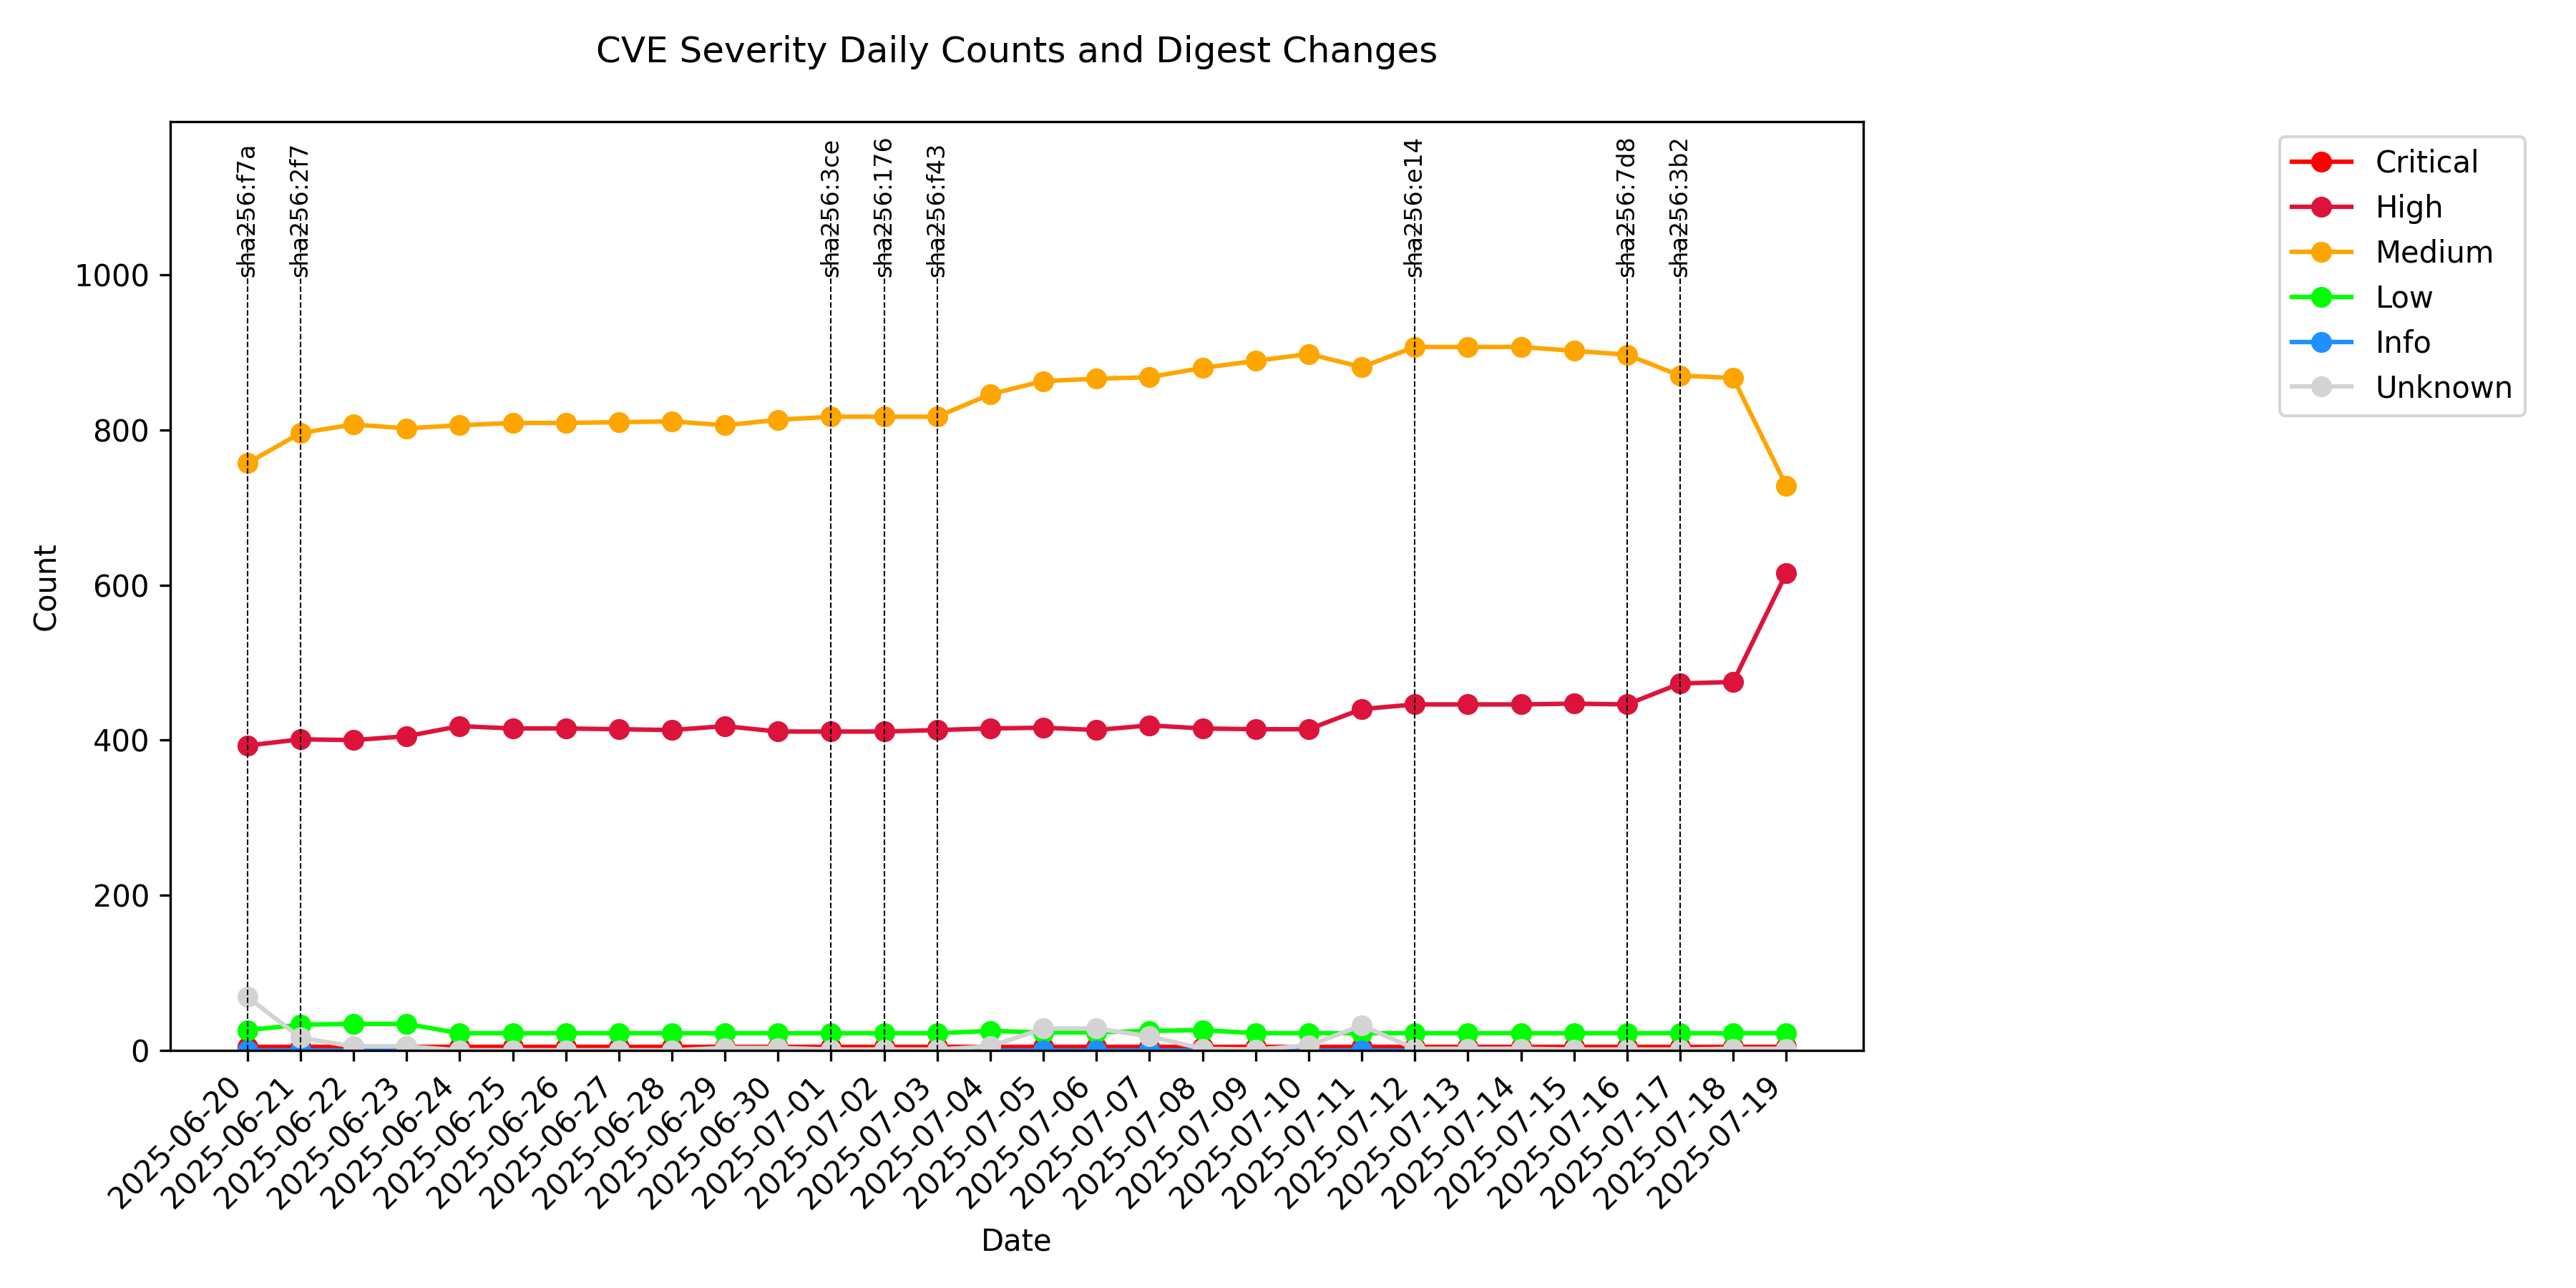 CVE Severity Daily Counts and Digest Changes
sha256:f7a
sha256:2f7
sha256:3ce
sha256:176
sha256:f43
sha256:e14
sha256:7d8
sha256:3b2
Critical
High
Medium
Low
Info
Unknown
Count
1000
800
600
400
200
0
2025-06-20
2025-06-21
2025-06-22
2025-06-23
2025-06-24
2025-06-25
2025-06-26
2025-06-27
2025-06-28
2025-06-29
2025-06-30
2025-07-01
2025-07-02
2025-07-03
2025-07-04
2025-07-05
2025-07-06
2025-07-07
2025-07-08
2025-07-09
2025-07-10
2025-07-11
2025-07-12
2025-07-13
2025-07-14
2025-07-15
2025-07-16
2025-07-17
2025-07-18
2025-07-19
Date